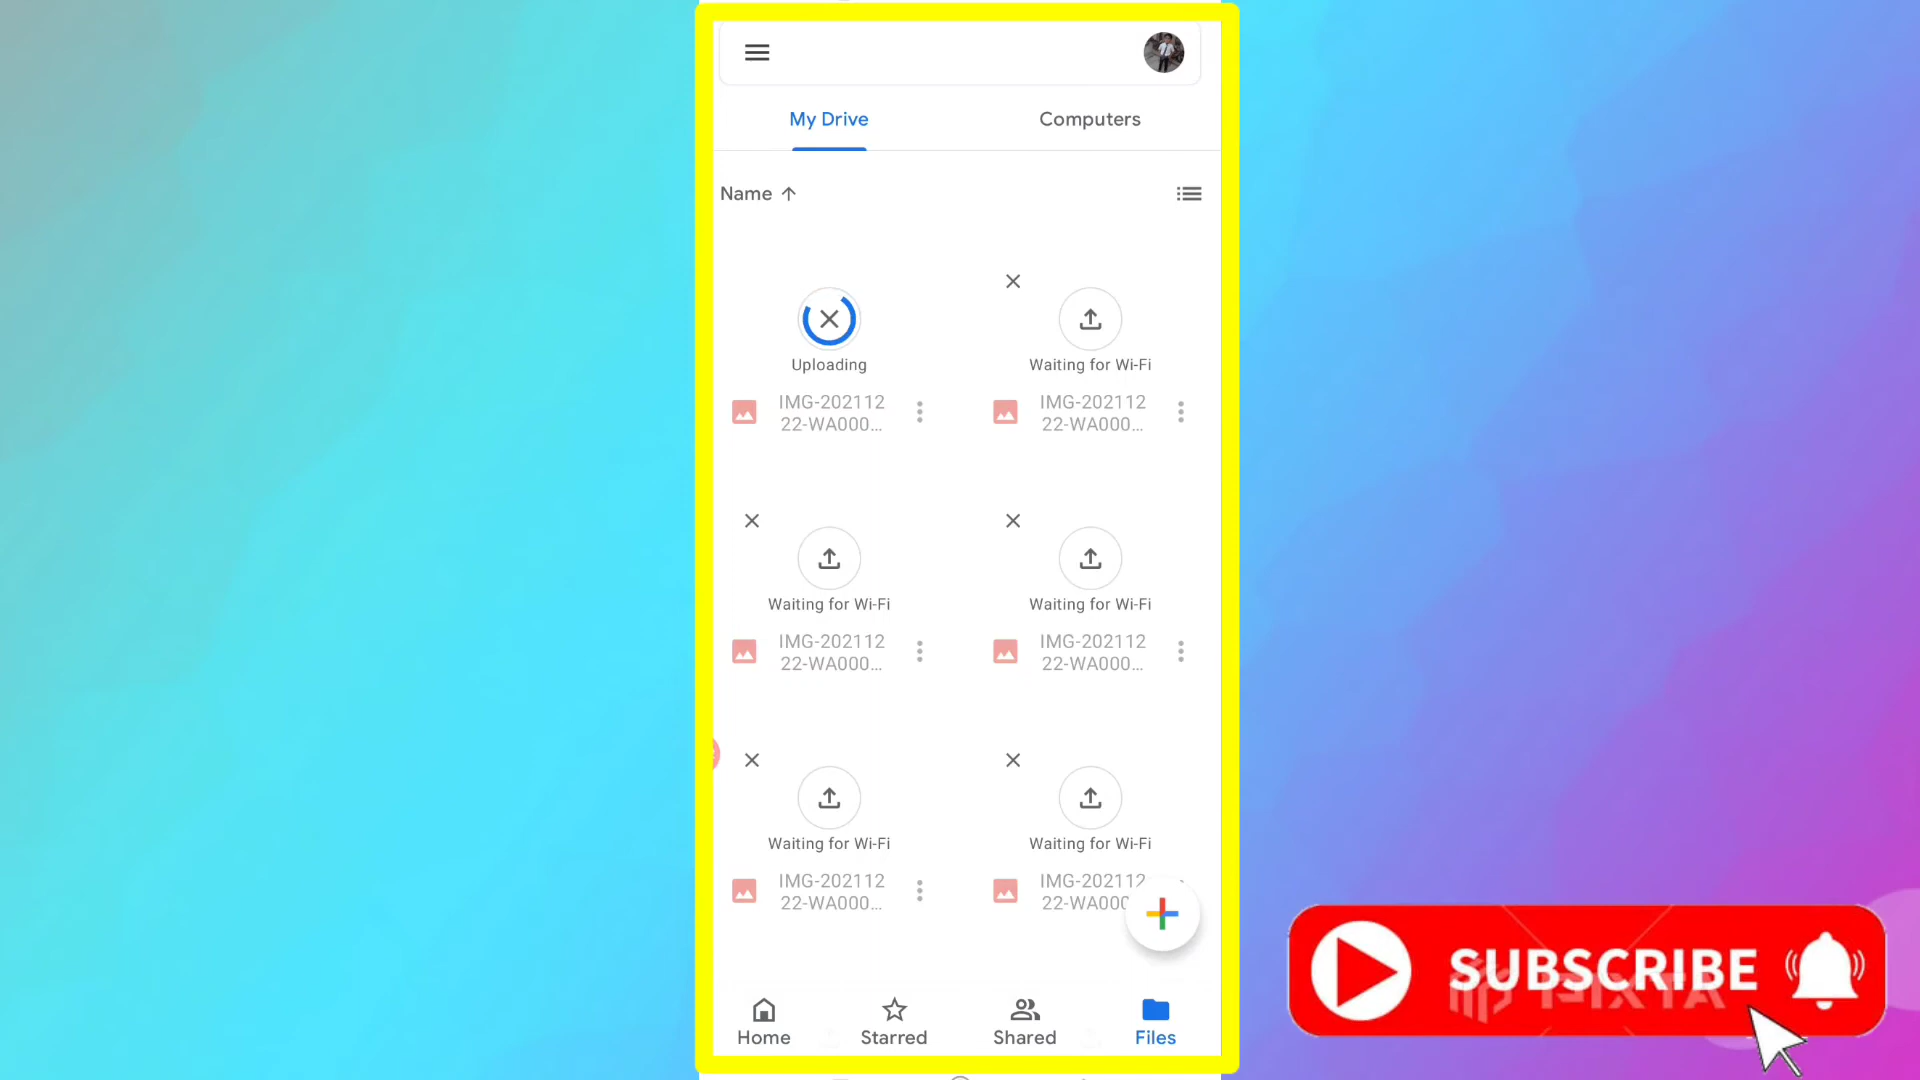 My Drive Computers
Name
Uploading Waiting for Wi-Fi
IMG-202112 IMG-202112
22-WA000... 22-WA000...
Waiting for Wi-Fi Waiting for Wi-Fi
IMG-202112 IMG-202112
22-WA000... 22-WA000...
Waiting for Wi-Fi Waiting for Wi-Fi
IMG-202112 IMG-202112
22-WA000... 22-WA000
SUBSCRIBE
PIXTA
Home Starred Shared Files